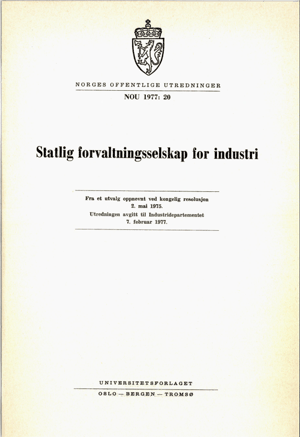 NORGES OFFENTLIGE UTREDNINGER
NOU 1977: 20
Statlig forvaltningsselskap for industri
Fra et utvalg oppnevnt ved kongelig resolusjon
2. mai 1975.
Utredningen avgitt til Industridepartementet
7. februar 1977.
UNIVERSITETSFORLAGET
OSLO — BERGEN — TROMSØ